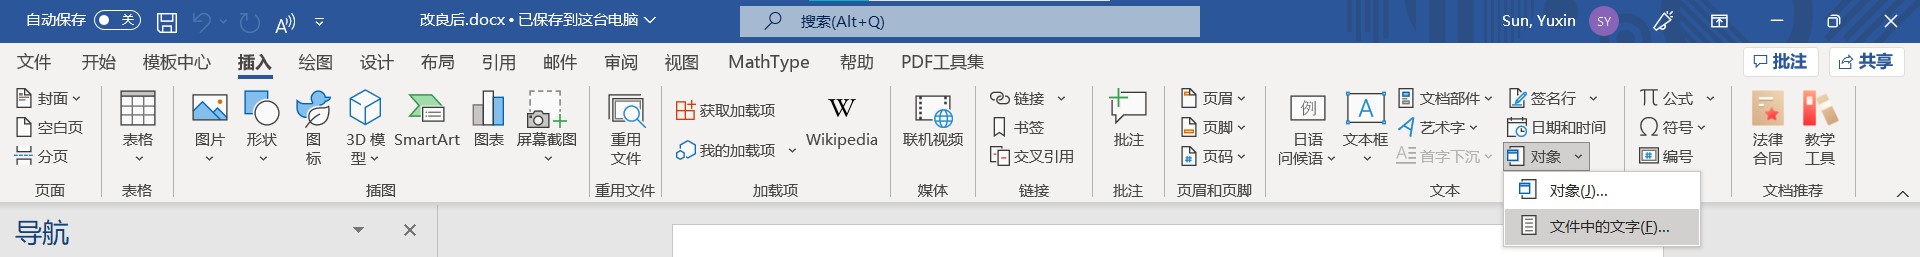 自动保存 关 改良后.docx • 已保存到这台电脑 搜索(Alt+Q) Sun, Yuxin SY
文件 开始 模板中心 插入 绘图 设计 布局 引用 邮件 审阅 视图 MathType 帮助 PDF工具集 批注 共享
封面
空白页
分页
页面
表格
表格
图片
形状
图标
3D 模型
SmartArt
图表
屏幕截图
插图
重用文件
重用文件
获取加载项
我的加载项
W
Wikipedia
加载项
联机视频
媒体
链接
书签
交叉引用
链接
批注
批注
页眉
页脚
页码
页眉和页脚
例
日语问候语
A
文本框
文档部件
艺术字
首字下沉
签名行
日期和时间
对象
文本
公式
符号
编号
法律合同
教学工具
文档推荐
对象(J)...
文件中的文字(F)...
导航